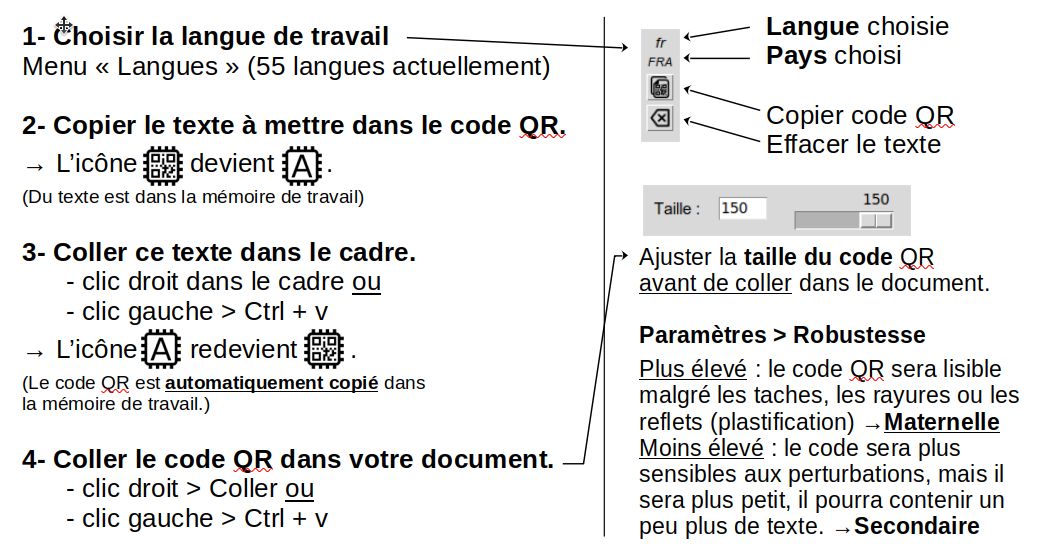 1- Choisir la langue de travail
Menu « Langues » (55 langues actuellement)
2- Copier le texte à mettre dans le code QR.
→ L’icône devient A .
(Du texte est dans la mémoire de travail)
3- Coller ce texte dans le cadre.
- clic droit dans le cadre ou
- clic gauche > Ctrl + v
→ L’icône A redevient .
(Le code QR est automatiquement copié dans
la mémoire de travail.)
4- Coller le code QR dans votre document.
- clic droit > Coller ou
- clic gauche > Ctrl + v
fr
FRA
Langue choisie
Pays choisi
Copier code QR
Effacer le texte
Taille : 150 150
Ajuster la taille du code QR
avant de coller dans le document.
Paramètres > Robustesse
Plus élevé : le code QR sera lisible
malgré les taches, les rayures ou les
reflets (plastification) →Maternelle
Moins élevé : le code sera plus
sensibles aux perturbations, mais il
sera plus petit, il pourra contenir un
peu plus de texte. →Secondaire